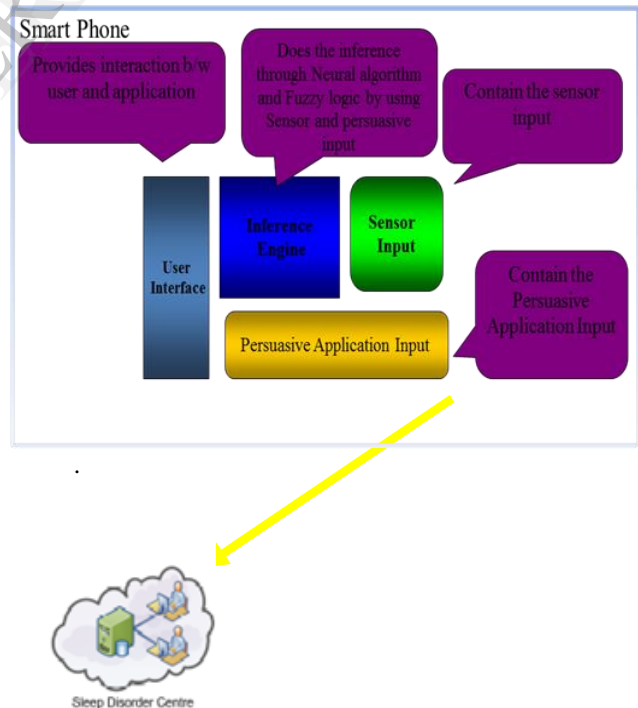 Smart Phone
Provides interaction b/w
user and application
Does the inference
through Neural algorithm
and Fuzzy logic by using
Sensor and persuasive
input
Contain the sensor
input
User
Interface
Inference
Engine
Sensor
Input
Persuasive Application Input
Contain the
Persuasive
Application Input
.
Sleep Disorder Centre